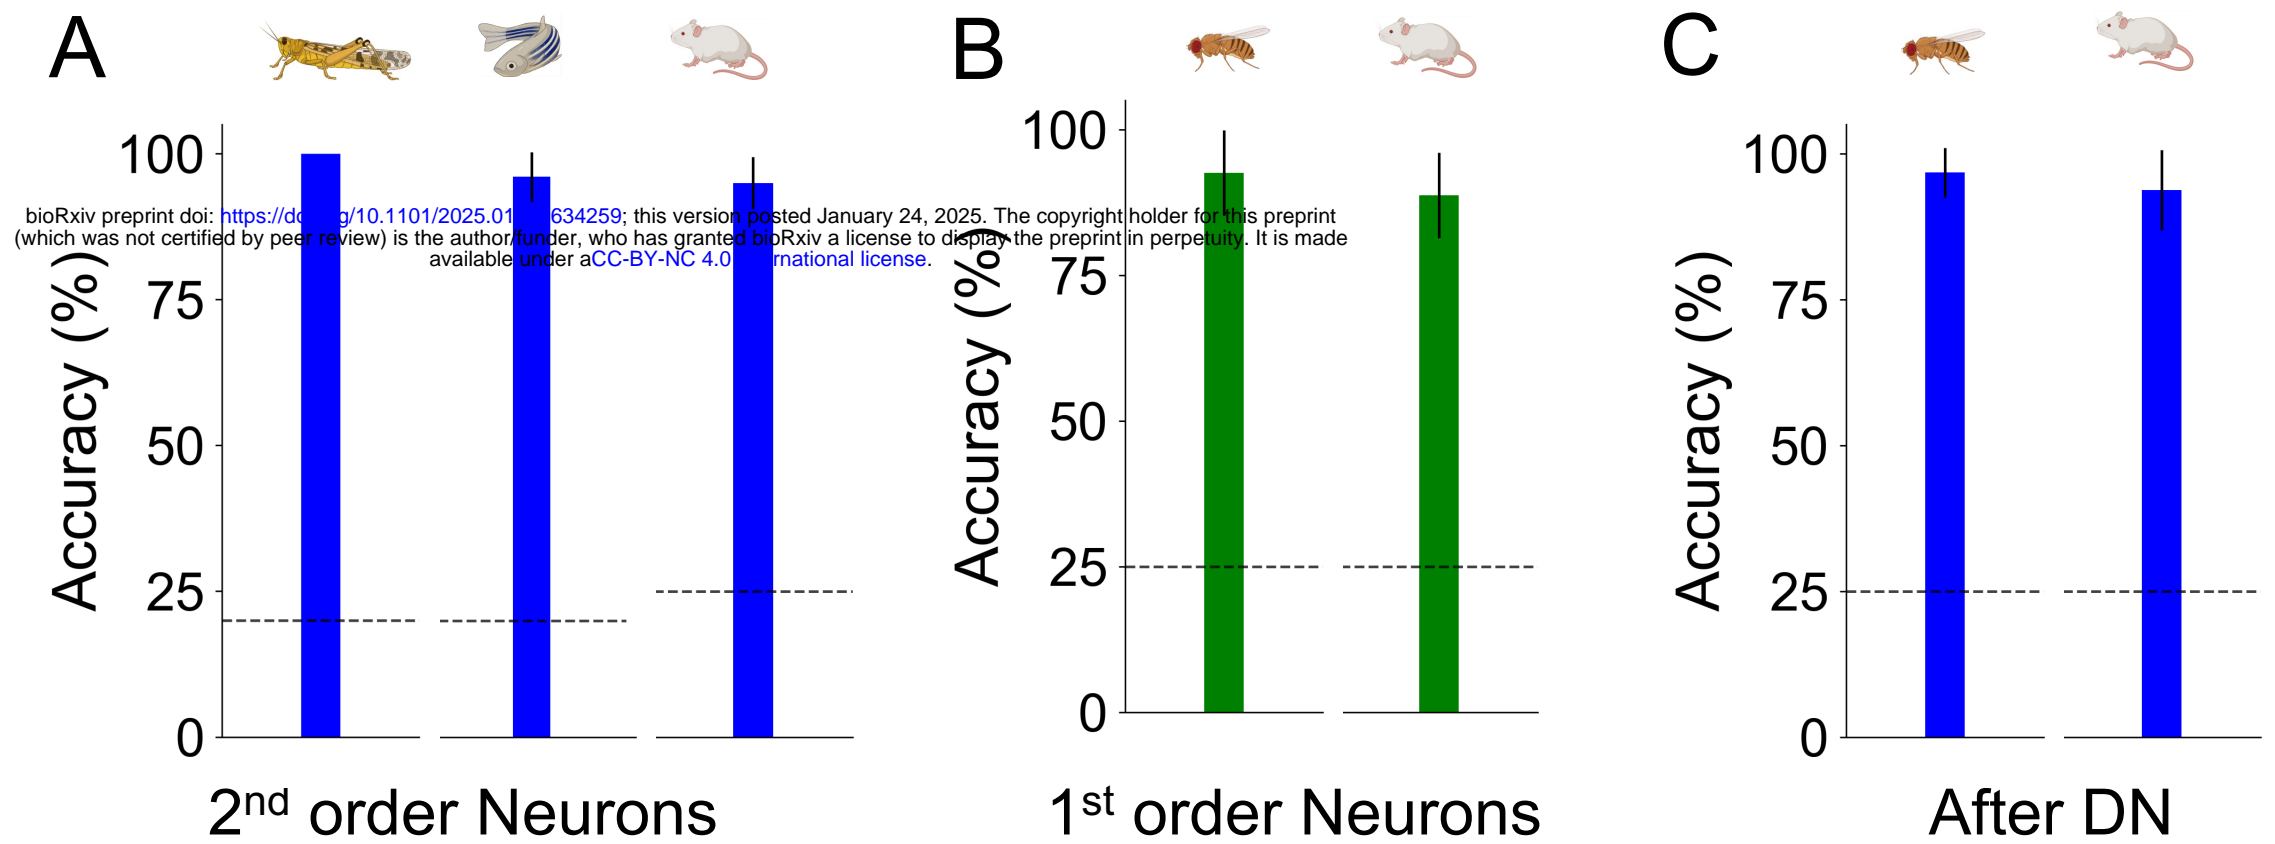 A
B
C
100
75
50
25
0
Accuracy (%)
2nd order Neurons
100
75
50
25
0
Accuracy (%)
1st order Neurons
100
75
50
25
0
Accuracy (%)
After DN
bioRxiv preprint doi: https://do g/10.1101/2025.01 634259; this version posted January 24, 2025. The copyright holder for this preprint
(which was not certified by peer review) is the author/funder, who has granted bioRxiv a license to display the preprint in perpetuity. It is made
available under aCC-BY-NC 4.0 rnational license.